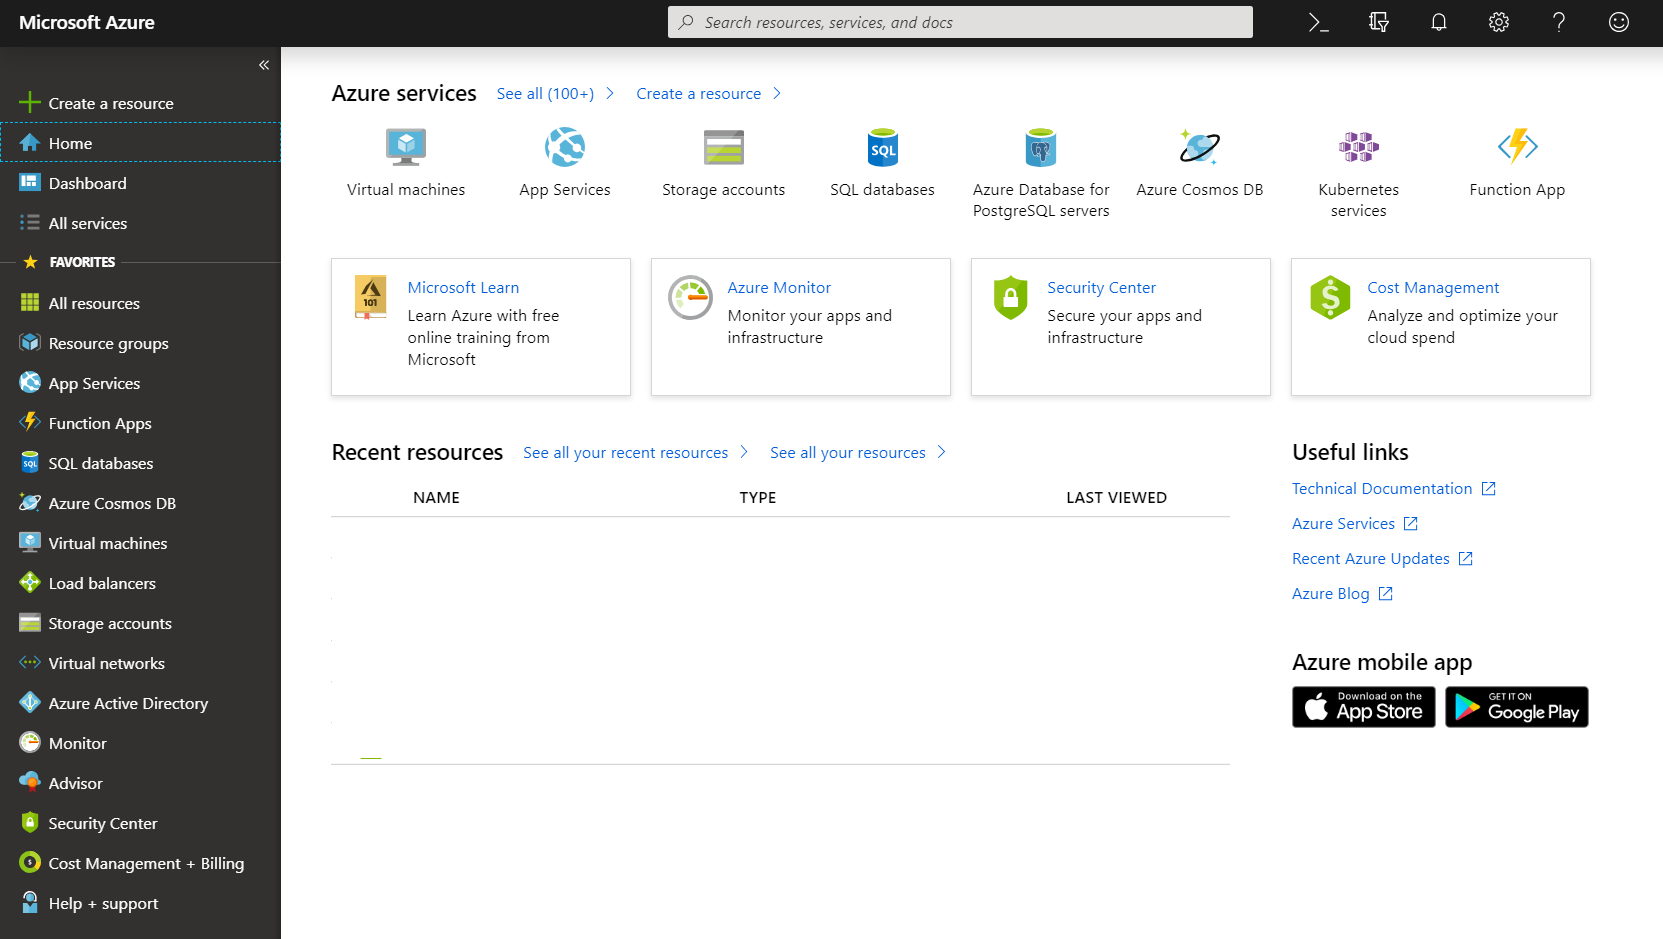 Microsoft Azure
Search resources, services, and docs
Create a resource
Home
Dashboard
All services
FAVORITES
All resources
Resource groups
App Services
Function Apps
SQL databases
Azure Cosmos DB
Virtual machines
Load balancers
Storage accounts
Virtual networks
Azure Active Directory
Monitor
Advisor
Security Center
Cost Management + Billing
Help + support
Azure services See all (100+) Create a resource
Virtual machines
App Services
Storage accounts
SQL
SQL databases
Azure Database for
PostgreSQL servers
Azure Cosmos DB
Kubernetes
services
Function App
101
Microsoft Learn
Learn Azure with free
online training from
Microsoft
Azure Monitor
Monitor your apps and
infrastructure
Security Center
Secure your apps and
infrastructure
Cost Management
Analyze and optimize your
cloud spend
Recent resources See all your recent resources See all your resources
NAME TYPE LAST VIEWED
Useful links
Technical Documentation
Azure Services
Recent Azure Updates
Azure Blog
Azure mobile app
Download on the
App Store
GET IT ON
Google Play